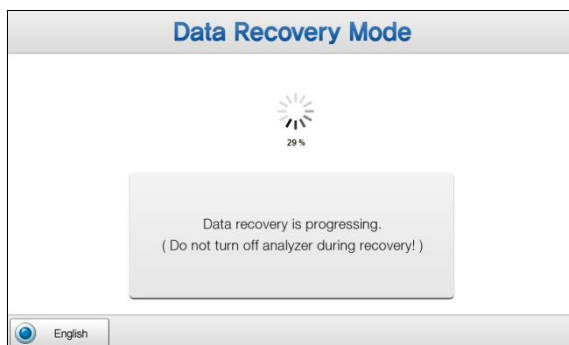 Data Recovery Mode
29 %
Data recovery is progressing.
( Do not turn off analyzer during recovery! )
English